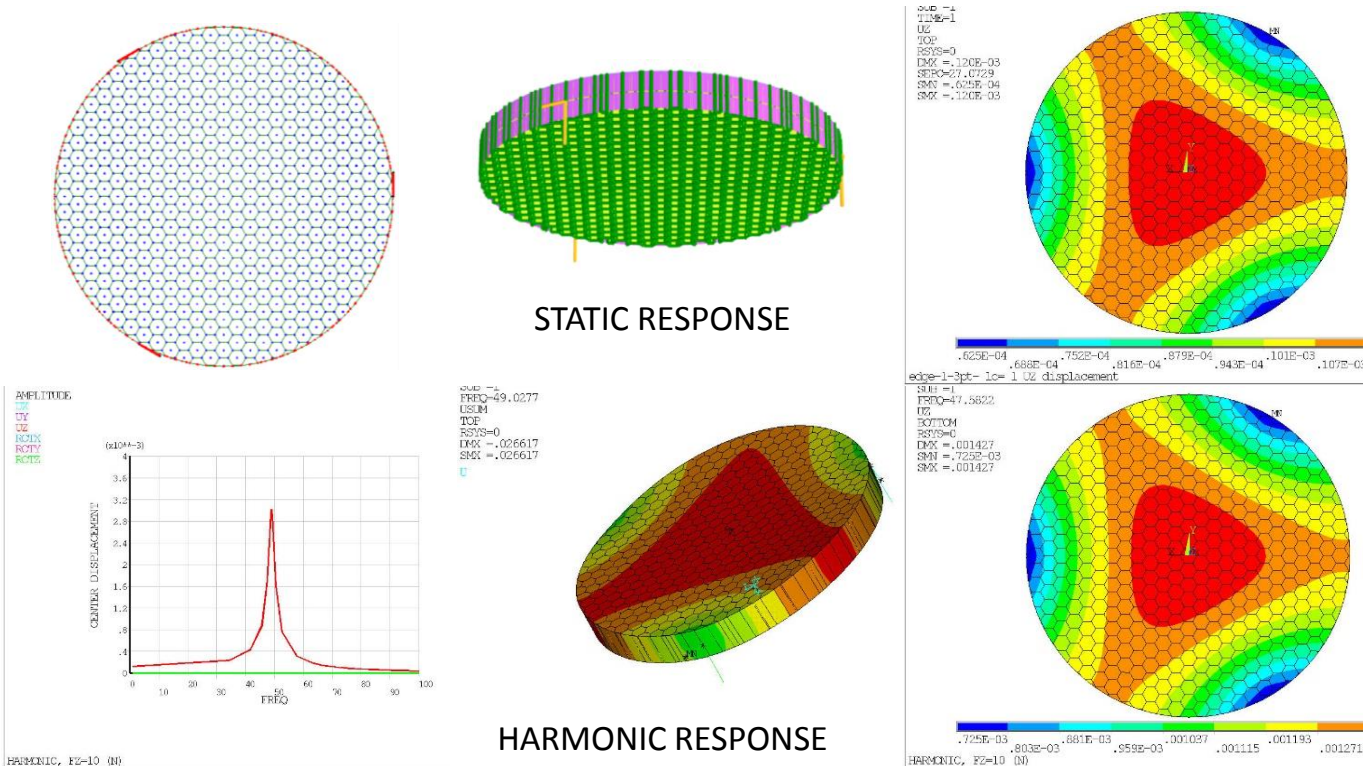 TIME=1
UZ
TOP
RSYS=0
DMX =.120E-03
SEPC=27.0729
SMN =.625E-04
SMX =.120E-03
MN
Y
STATIC RESPONSE
.625E-04 .752E-04 .879E-04 .101E-03
.688E-04 .816E-04 .943E-04 .107E-03
edge-1-3pt- lc= 1 UZ displacement
AMPLITUDE
UX
UY
UZ
ROTX
ROTY
ROTZ
(x10**-3)
4
3.6
3.2
2.8
2.4
2
1.6
1.2
.8
.4
0
CENTER DISPLACEMENT
0 10 20 30 40 50 60 70 80 90 100
FREQ
HARMONIC, FZ=10 (N)
FREQ=49.0277
USUM
TOP
RSYS=0
DMX =.026617
SMX =.026617
U
MN
HARMONIC RESPONSE
SUB =1
FREQ=47.5622
UZ
BOTTOM
RSYS=0
DMX =.001427
SMN =.725E-03
SMX =.001427
MN
Y
.725E-03 .881E-03 .001037 .001193
.803E-03 .959E-03 .001115 .001271
HARMONIC, FZ=10 (N)